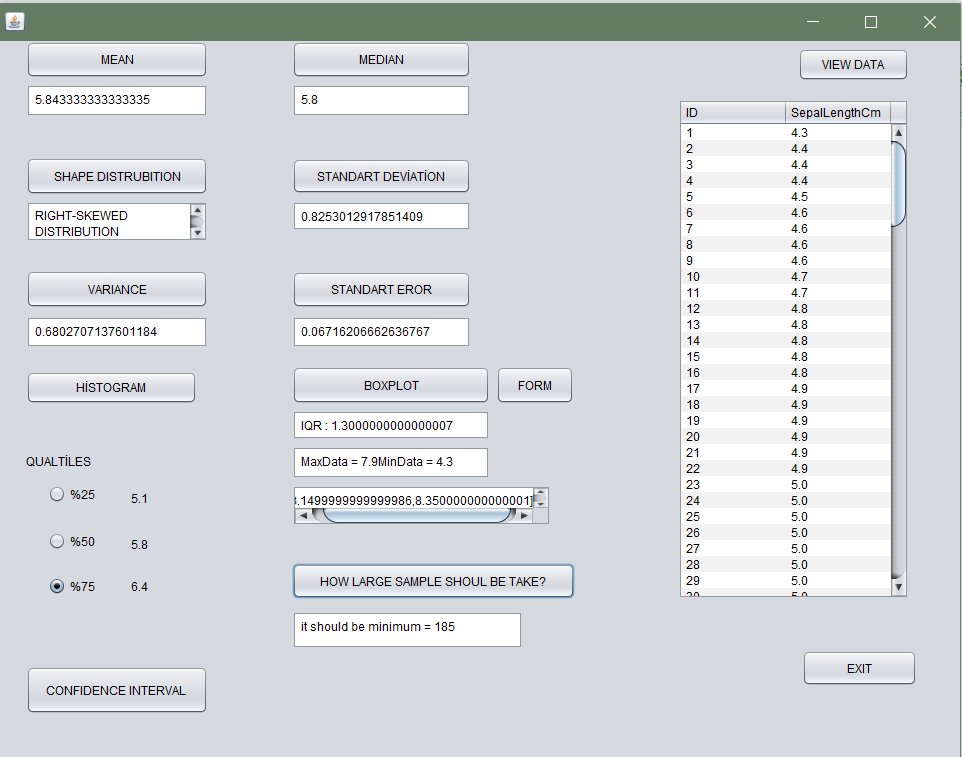 MEAN
MEDIAN
VIEW DATA
5.843333333333335
5.8
ID SepalLengthCm
1 4.3
2 4.4
3 4.4
4 4.4
5 4.5
6 4.6
7 4.6
8 4.6
9 4.6
10 4.7
11 4.7
12 4.8
13 4.8
14 4.8
15 4.8
16 4.8
17 4.9
18 4.9
19 4.9
20 4.9
21 4.9
22 4.9
23 5.0
24 5.0
25 5.0
26 5.0
27 5.0
28 5.0
29 5.0
30 5.0
SHAPE DISTRUBITION
STANDART DEVİATİON
RIGHT-SKEWED
DISTRIBUTION
0.8253012917851409
VARIANCE
STANDART EROR
0.6802707137601184
0.06716206662636767
HİSTOGRAM
BOXPLOT
FORM
IQR : 1.3000000000000007
MaxData = 7.9MinData = 4.3
.1499999999999986,8.350000000000001]
QUALTİLES
%25 5.1
%50 5.8
%75 6.4
HOW LARGE SAMPLE SHOUL BE TAKE?
it should be minimum = 185
CONFIDENCE INTERVAL
EXIT